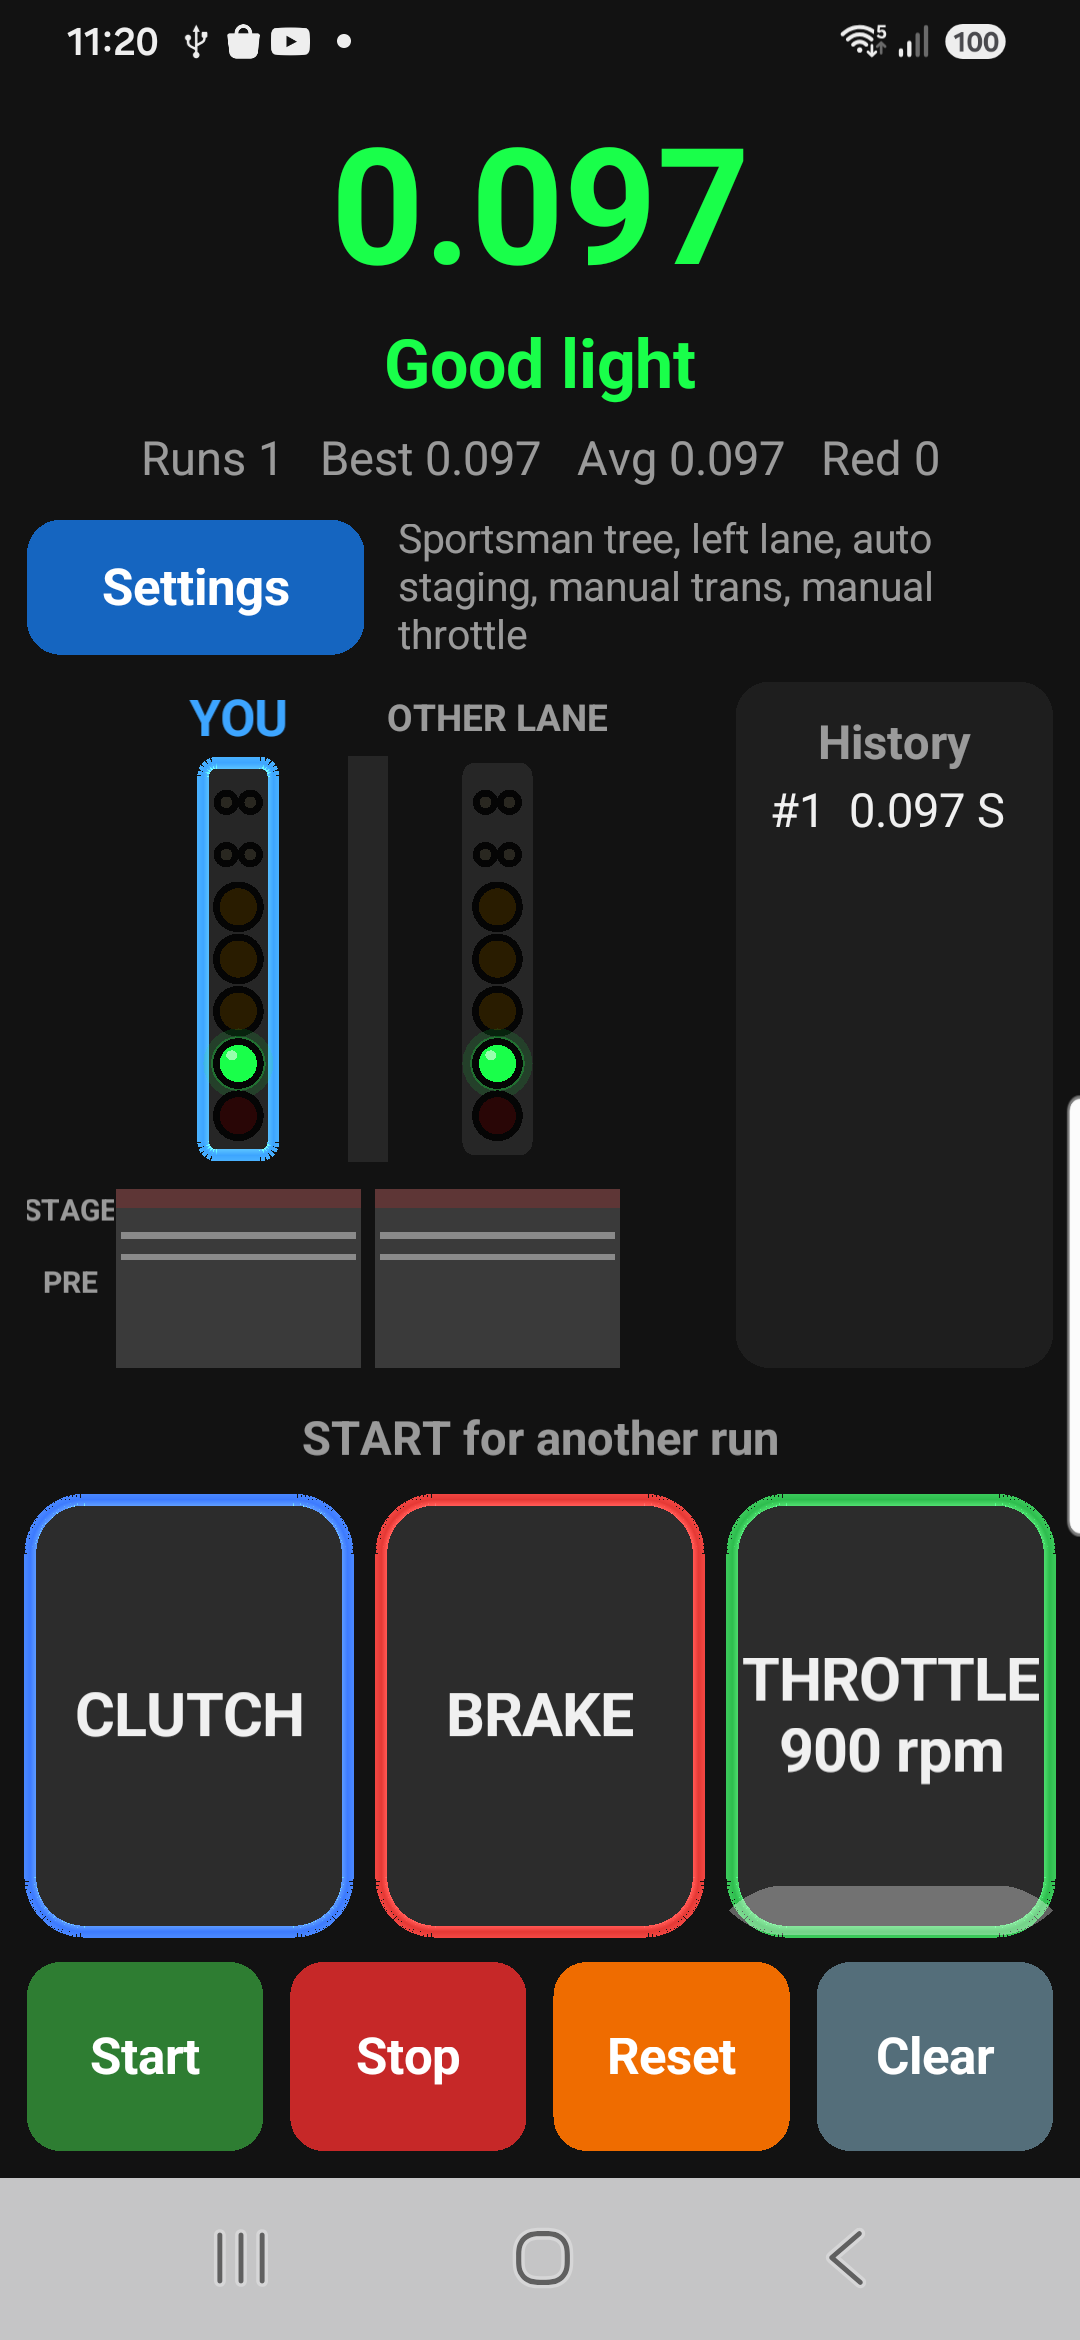 11:20
5
100
0.097
Good light
Runs 1 Best 0.097 Avg 0.097 Red 0
Settings
Sportsman tree, left lane, auto
staging, manual trans, manual
throttle
YOU
OTHER LANE
History
#1 0.097 S
STAGE
PRE
START for another run
CLUTCH
BRAKE
THROTTLE
900 rpm
Start
Stop
Reset
Clear